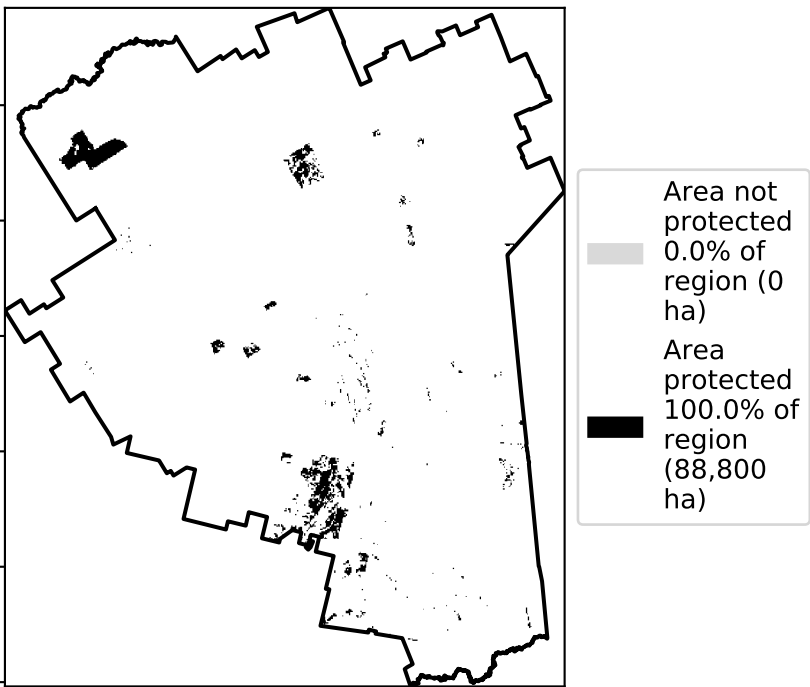 Area not
protected
0.0% of
region (0
ha)
Area
protected
100.0% of
region
(88,800
ha)